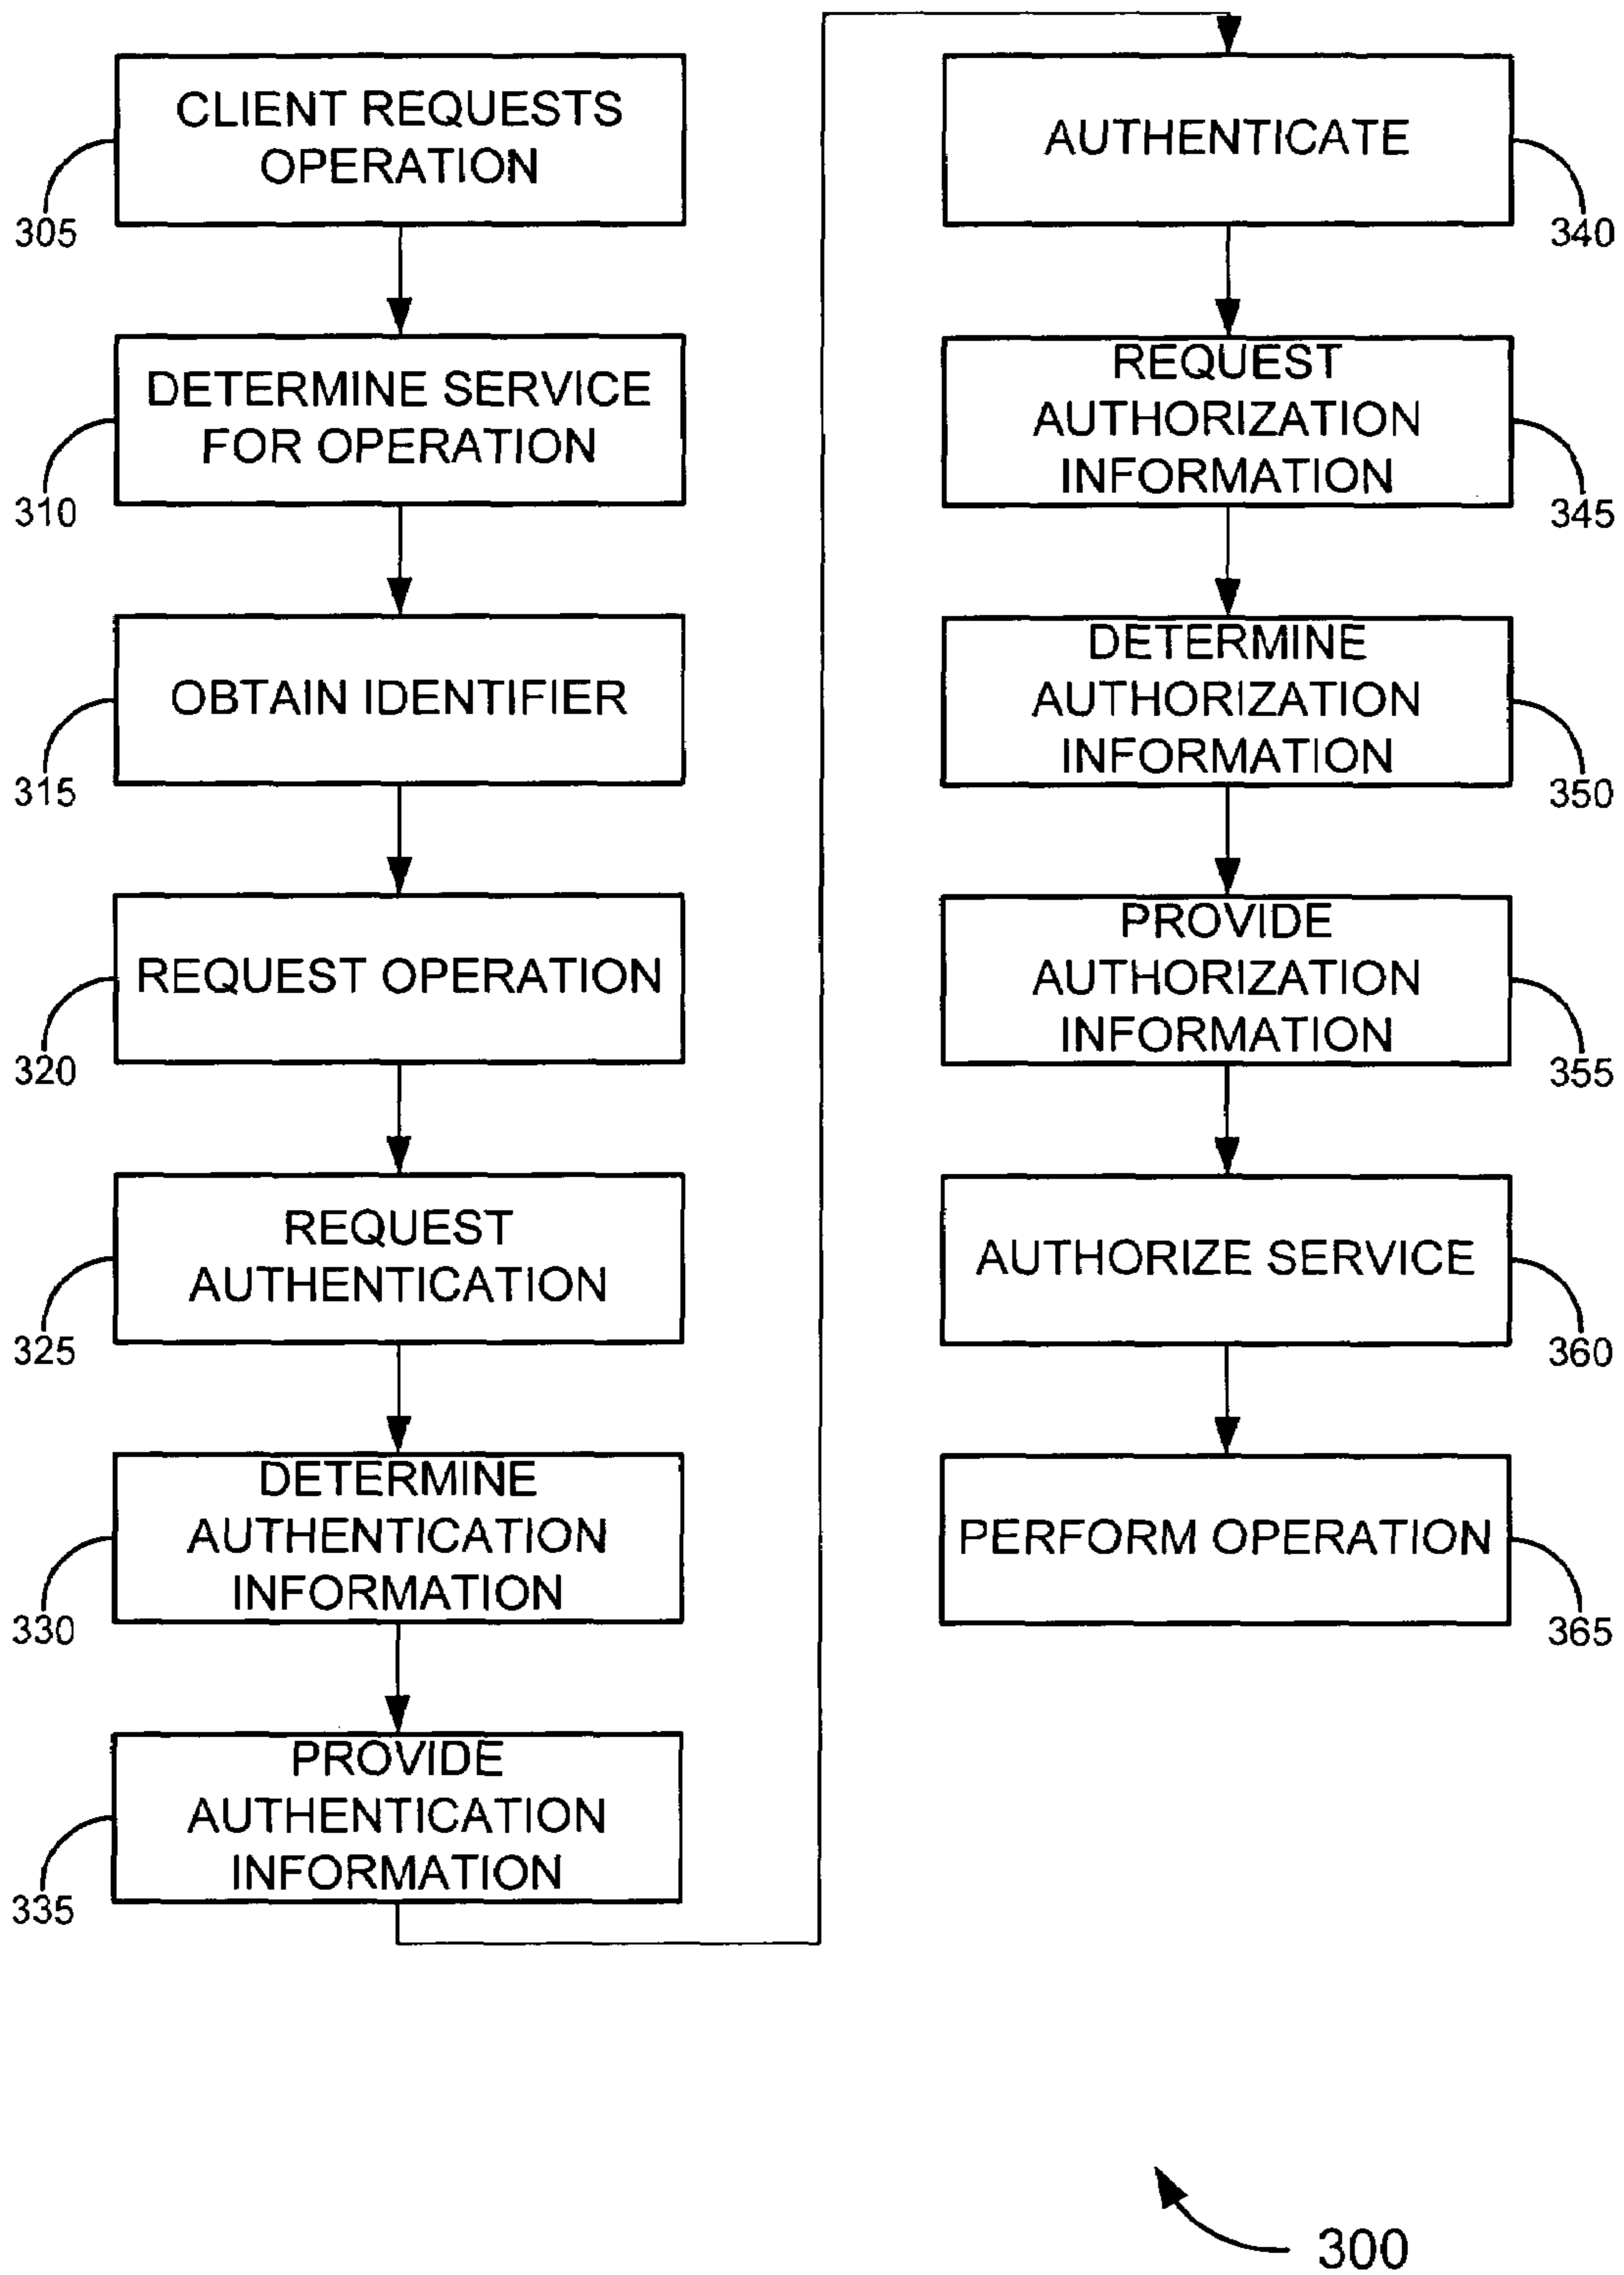 CLIENT REQUESTS
OPERATION
305
DETERMINE SERVICE
FOR OPERATION
310
OBTAIN IDENTIFIER
315
REQUEST OPERATION
320
REQUEST
AUTHENTICATION
325
DETERMINE
AUTHENTICATION
INFORMATION
330
PROVIDE
AUTHENTICATION
INFORMATION
335
AUTHENTICATE
340
REQUEST
AUTHORIZATION
INFORMATION
345
DETERMINE
AUTHORIZATION
INFORMATION
350
PROVIDE
AUTHORIZATION
INFORMATION
355
AUTHORIZE SERVICE
360
PERFORM OPERATION
365
300